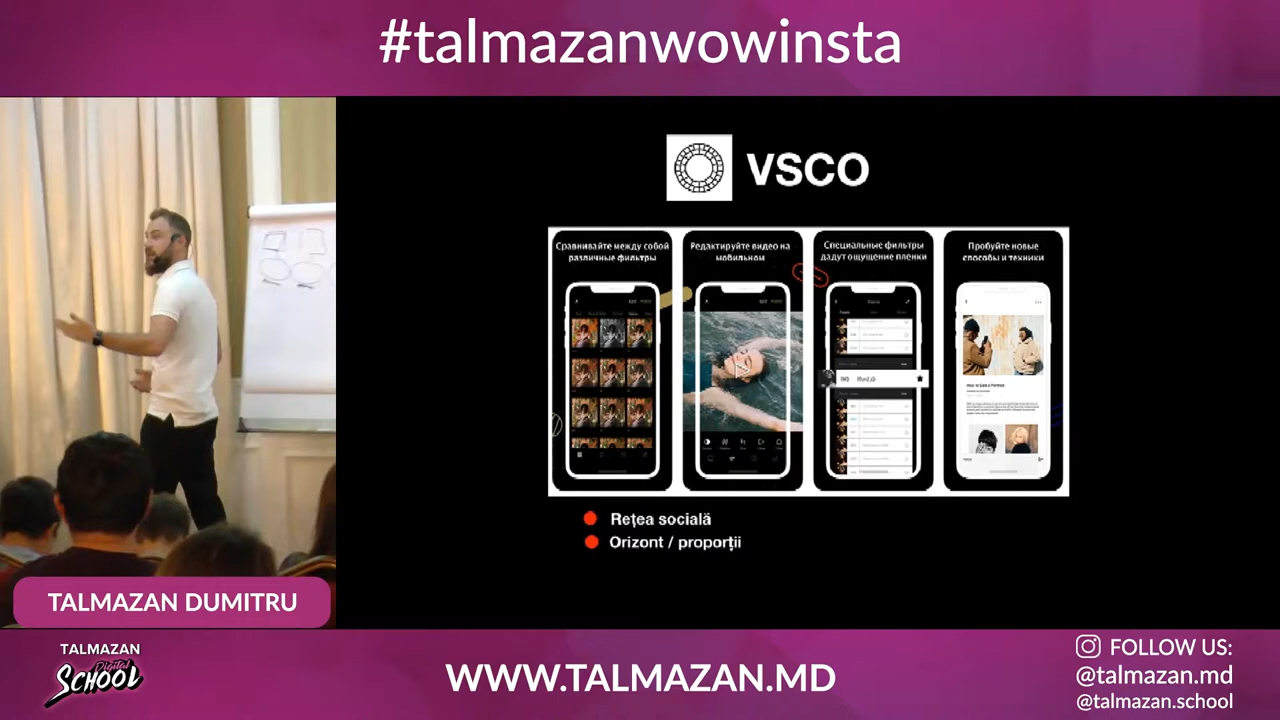 #talmazanwowinsta
VSCO
Сравнивайте между собой
различные фильтры
Редактируйте видео на
мобильном
Специальные фильтры
дадут ощущение пленки
Пробуйте новые
способы и техники
Rețea socială
Orizont / proporții
TALMAZAN DUMITRU
TALMAZAN
Digital
SCHOOL
WWW.TALMAZAN.MD
FOLLOW US:
@talmazan.md
@talmazan.school